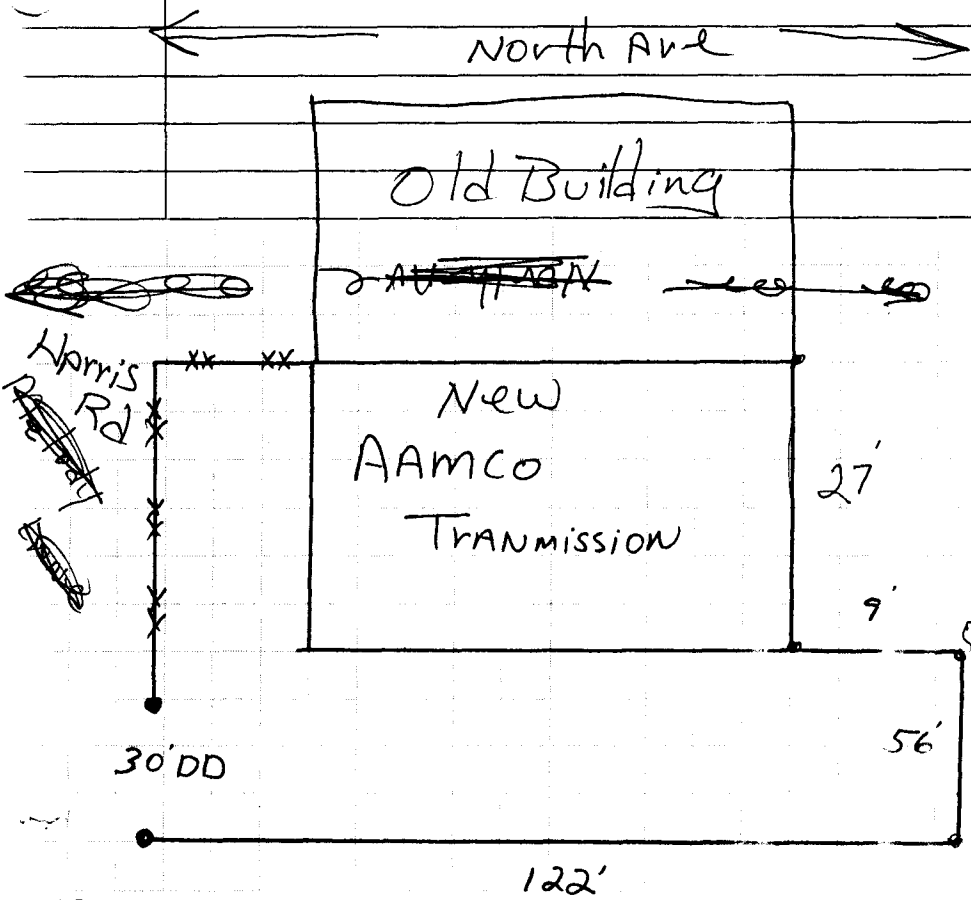 North Ave
Old Building
Harris
Rd
New
AAMCO
TRANMISSION
27'
9'
56'
30' DD
122'